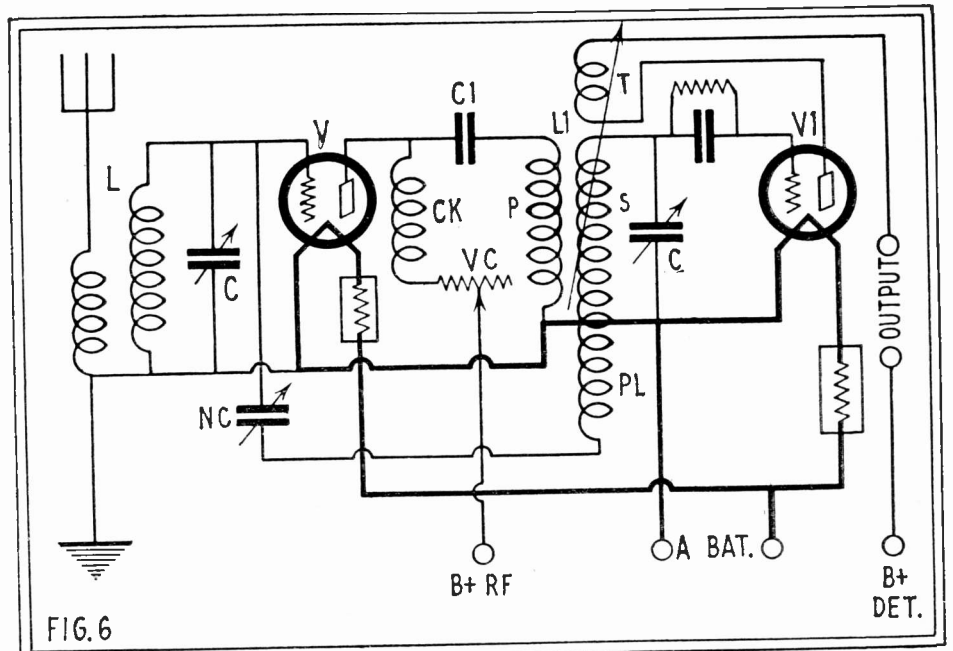 C1
L1
T
V
V1
L
CK
P
S
VC
C
C
OUTPUT
NC
PL
A BAT.
B+ RF
B+
DET.
FIG. 6